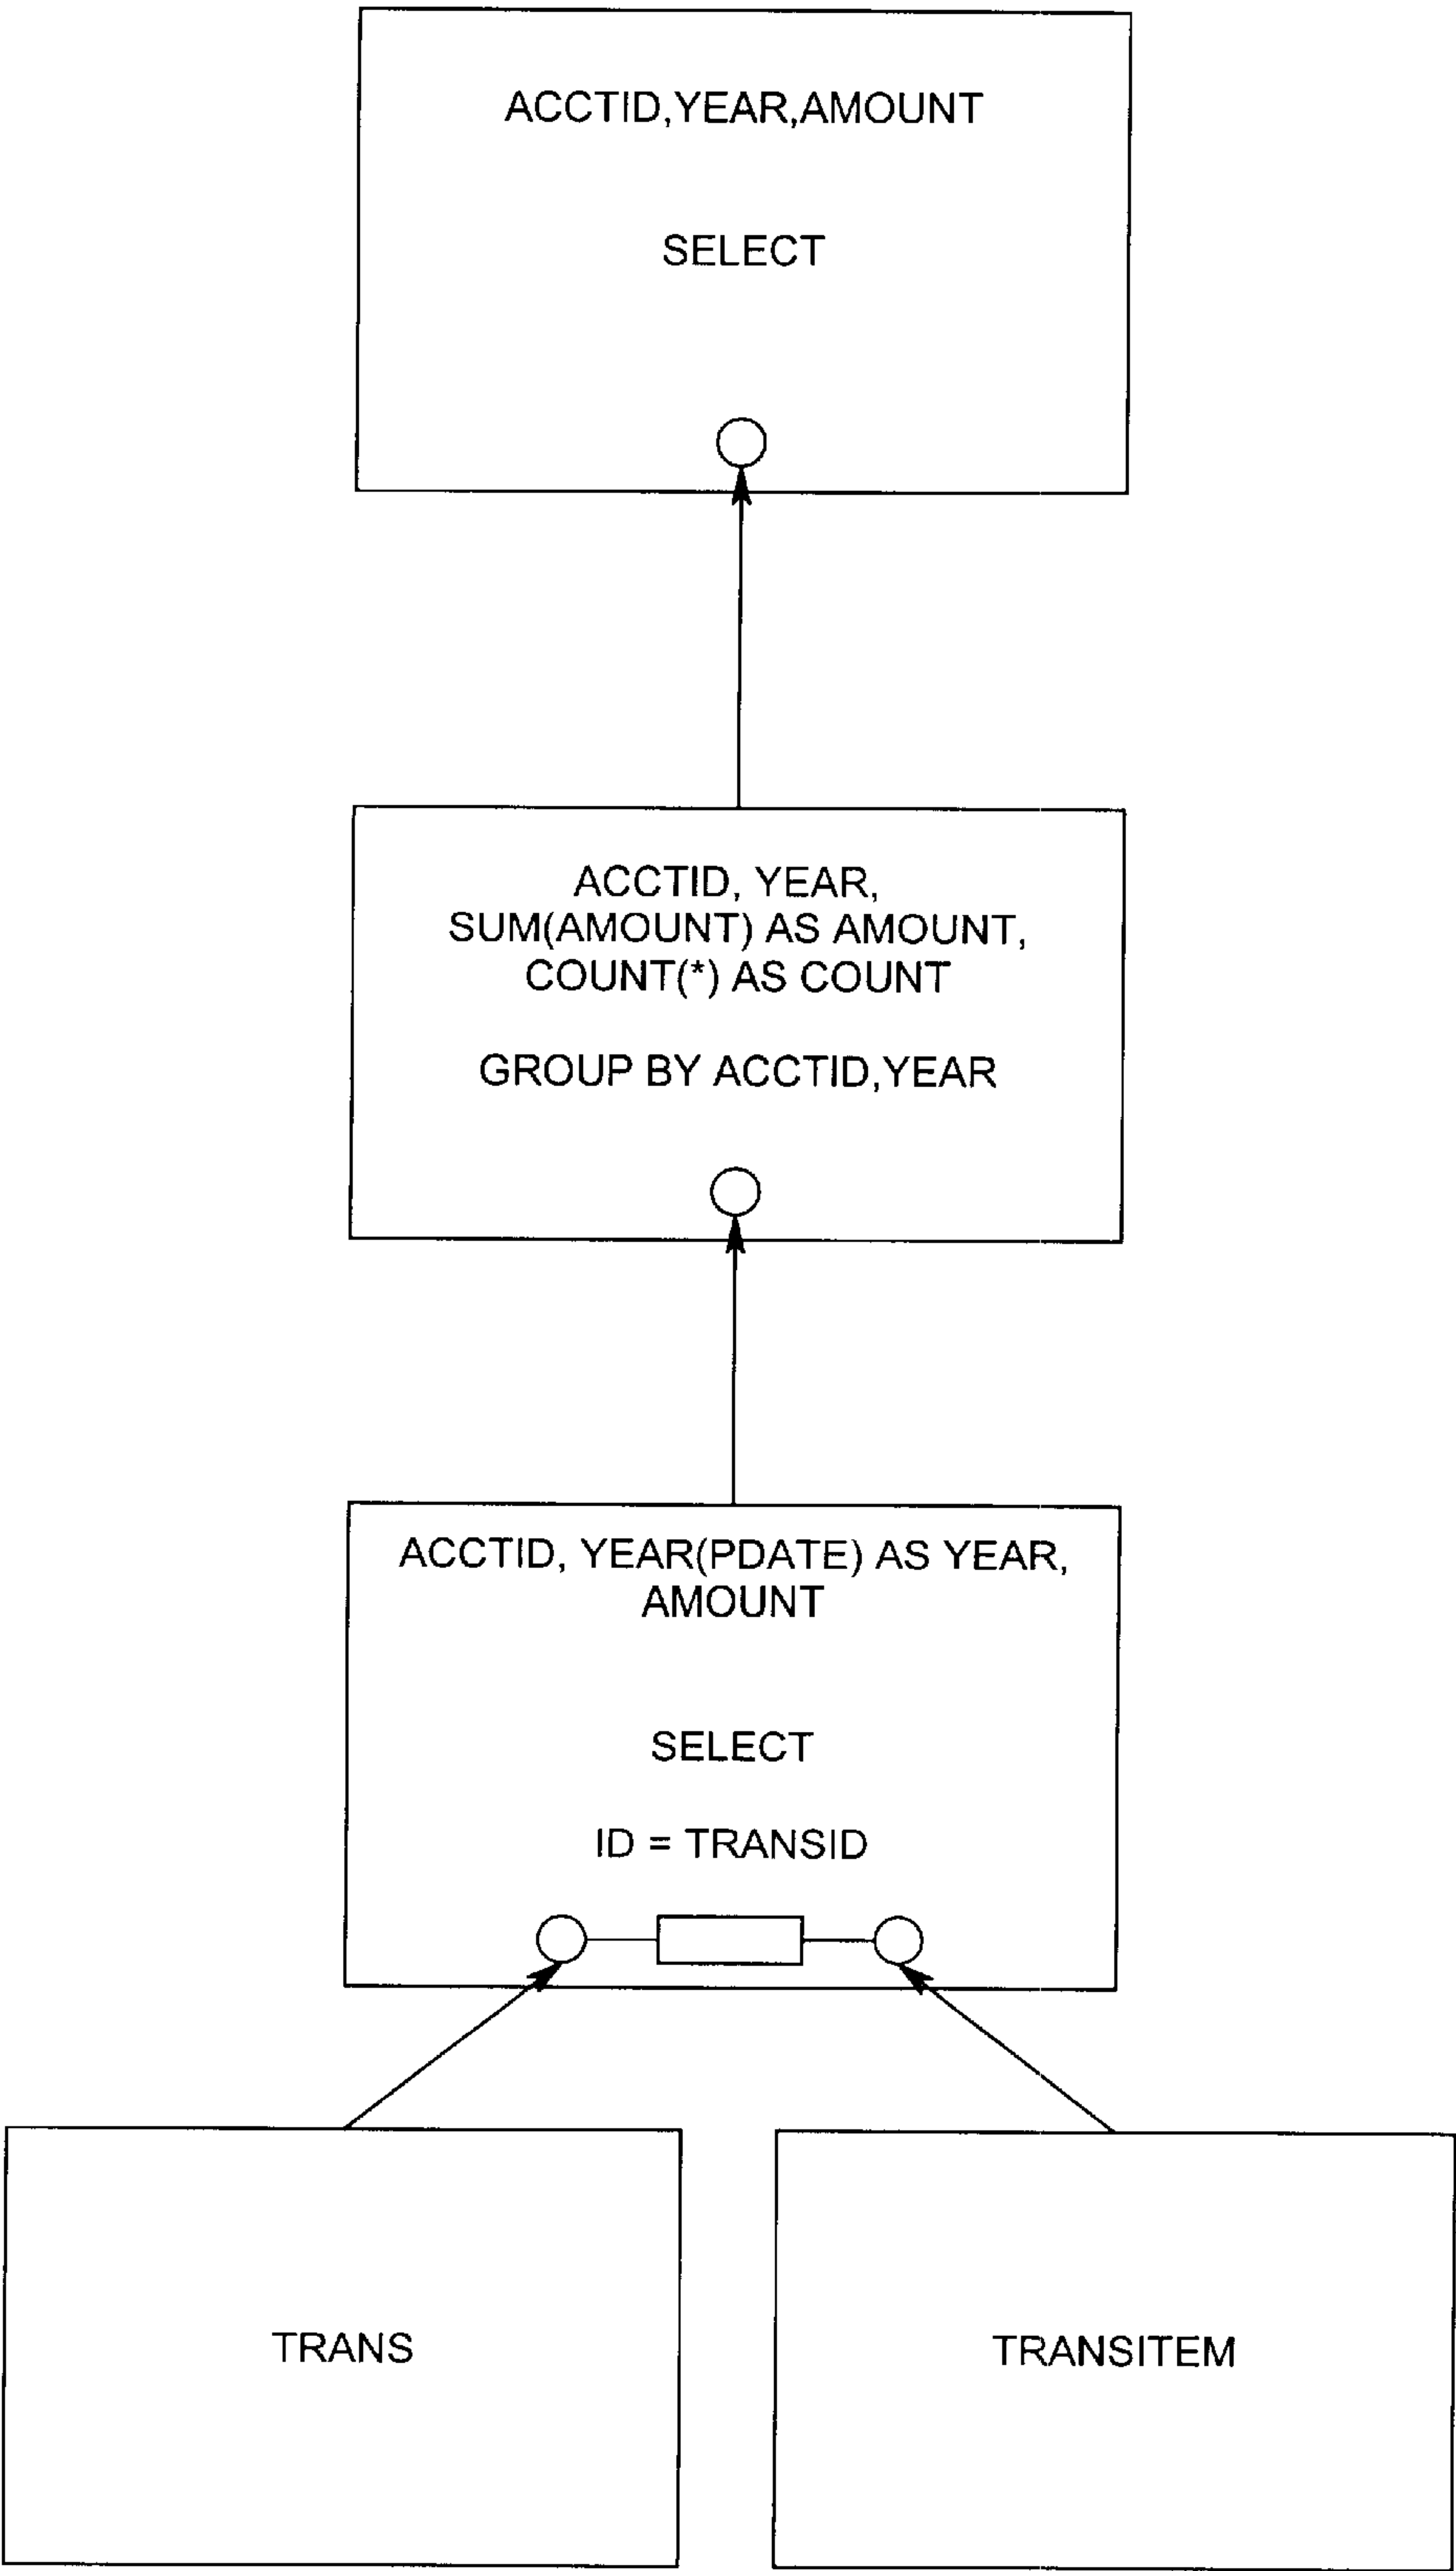 ACCTID,YEAR,AMOUNT
SELECT
ACCTID, YEAR,
SUM(AMOUNT) AS AMOUNT,
COUNT(*) AS COUNT
GROUP BY ACCTID,YEAR
ACCTID, YEAR(PDATE) AS YEAR,
AMOUNT
SELECT
ID = TRANSID
TRANS
TRANSITEM